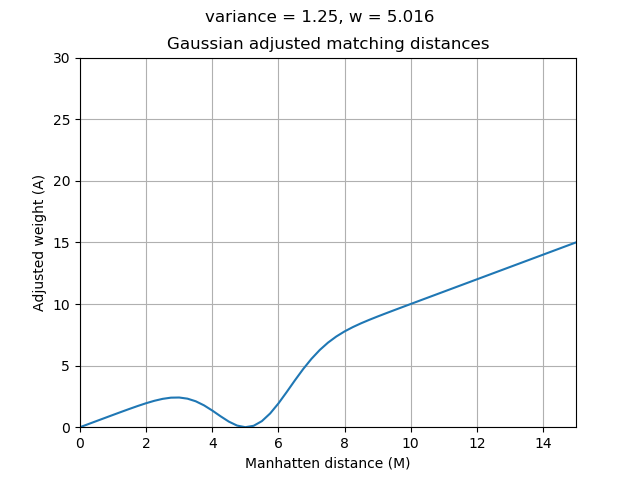 variance = 1.25, w = 5.016
Gaussian adjusted matching distances
30
25
20
15
10
5
0
Adjusted weight (A)
0 2 4 6 8 10 12 14
Manhatten distance (M)